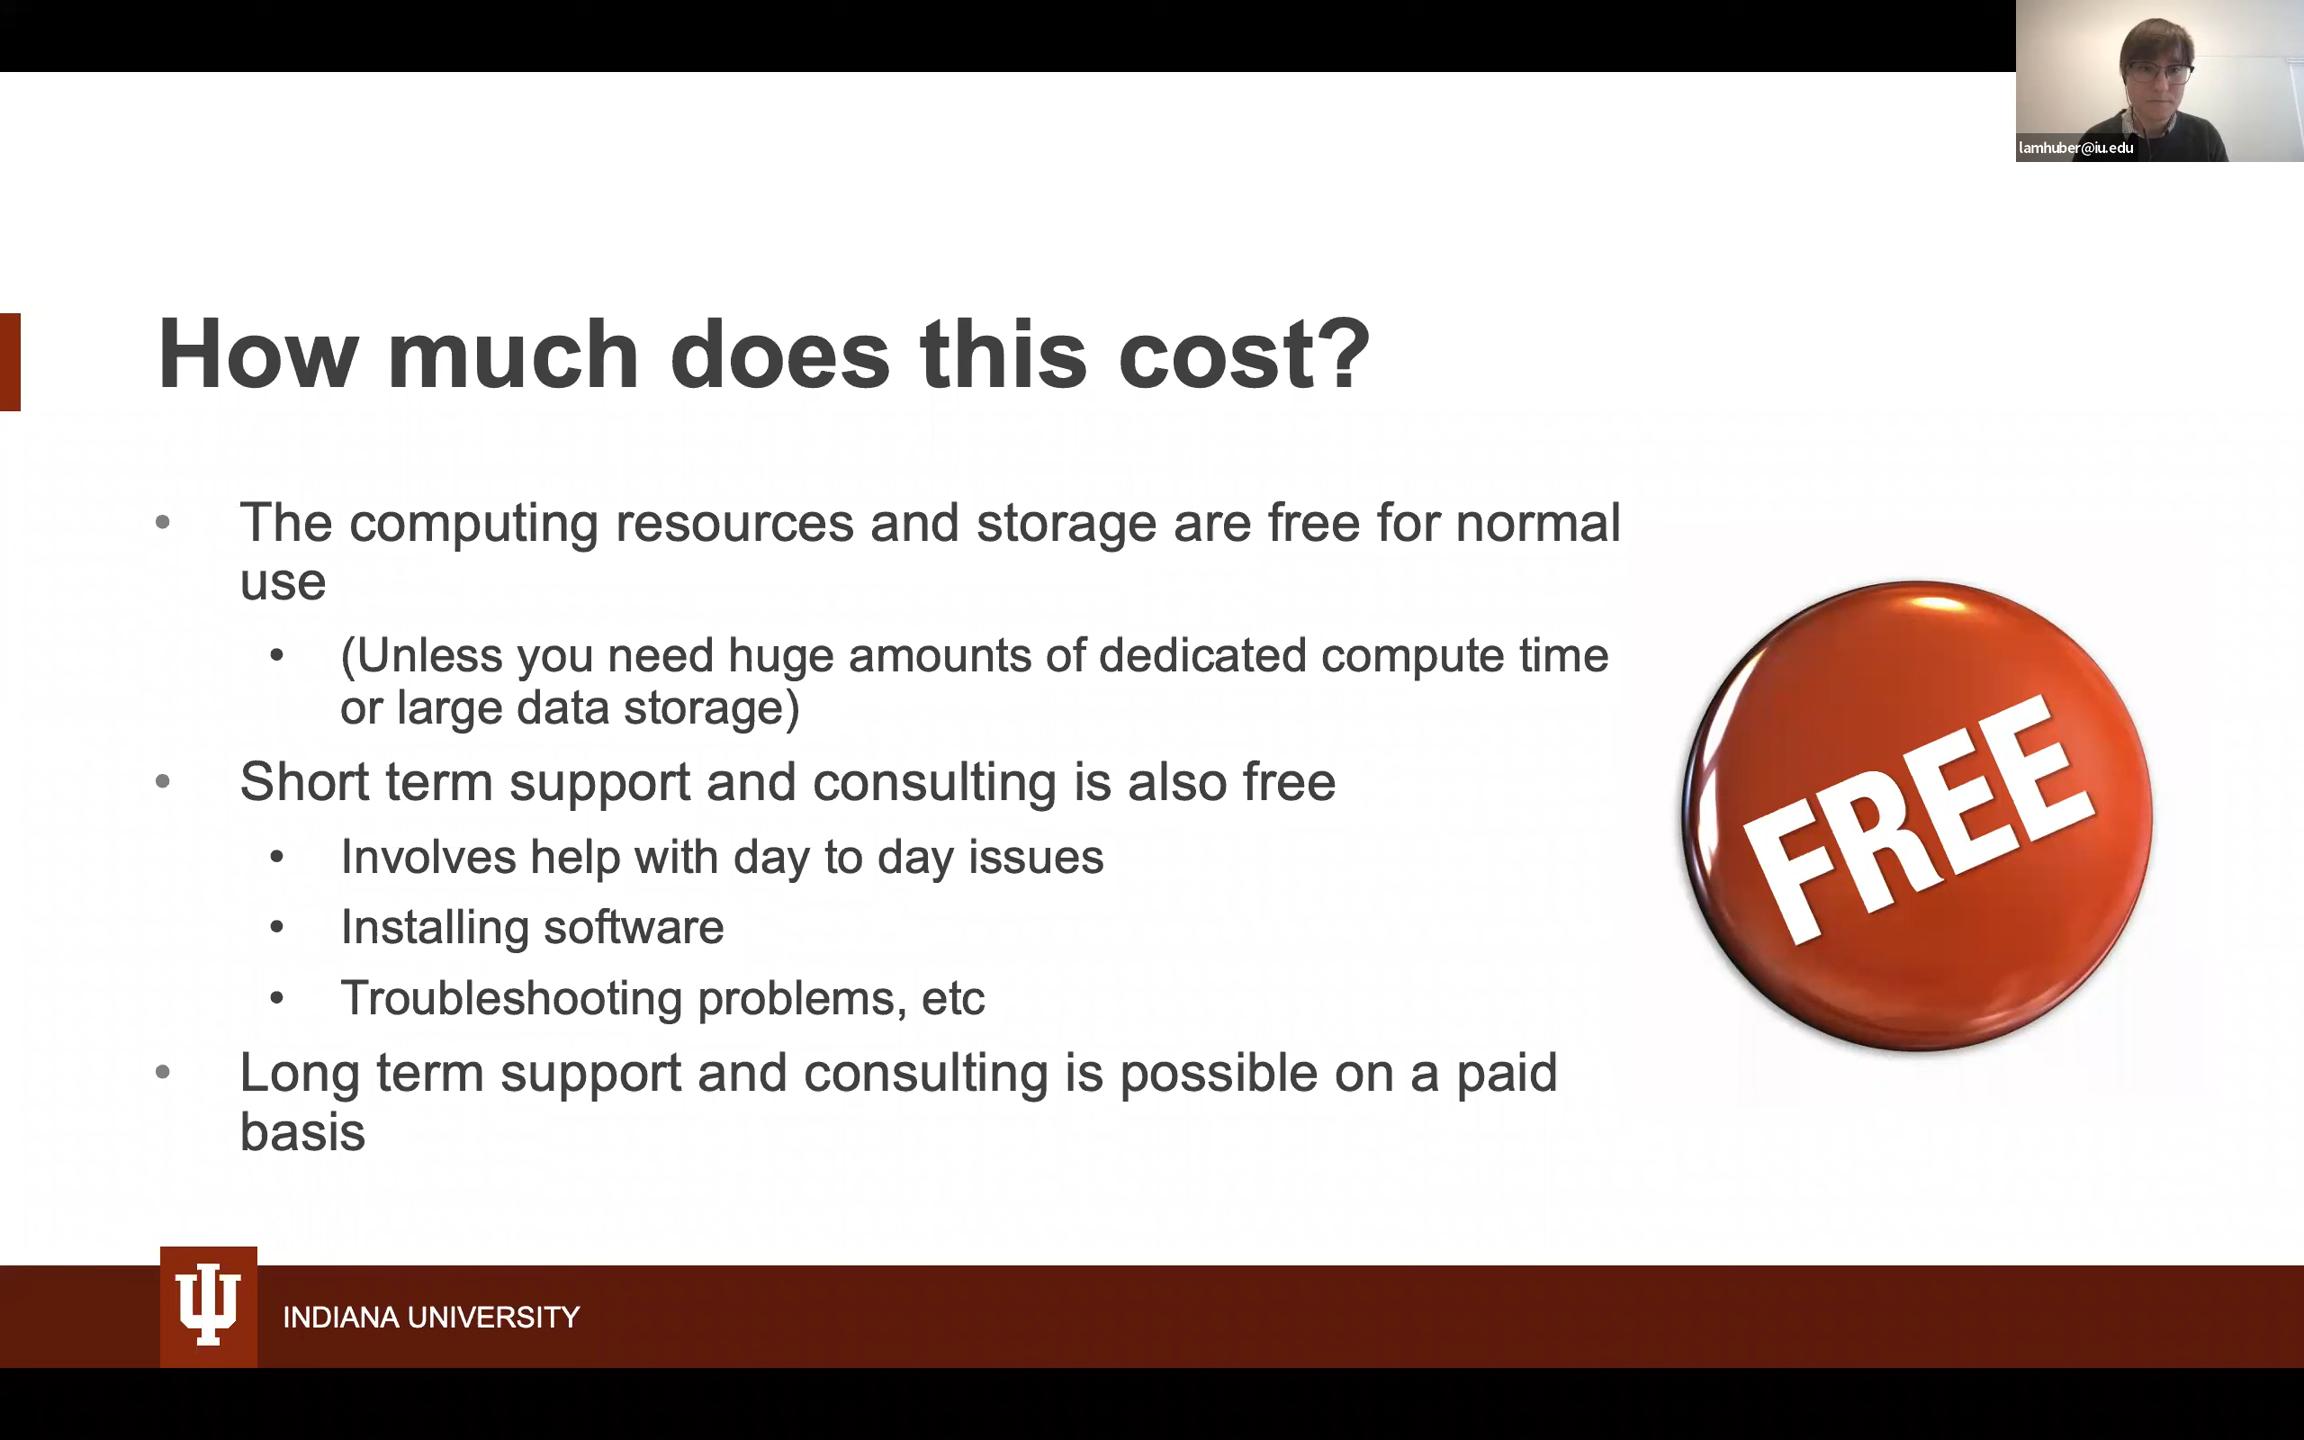 lamhuber@iu.edu
How much does this cost?
• The computing resources and storage are free for normal
use
• (Unless you need huge amounts of dedicated compute time
or large data storage)
• Short term support and consulting is also free
• Involves help with day to day issues
• Installing software
• Troubleshooting problems, etc
• Long term support and consulting is possible on a paid
basis
FREE
INDIANA UNIVERSITY